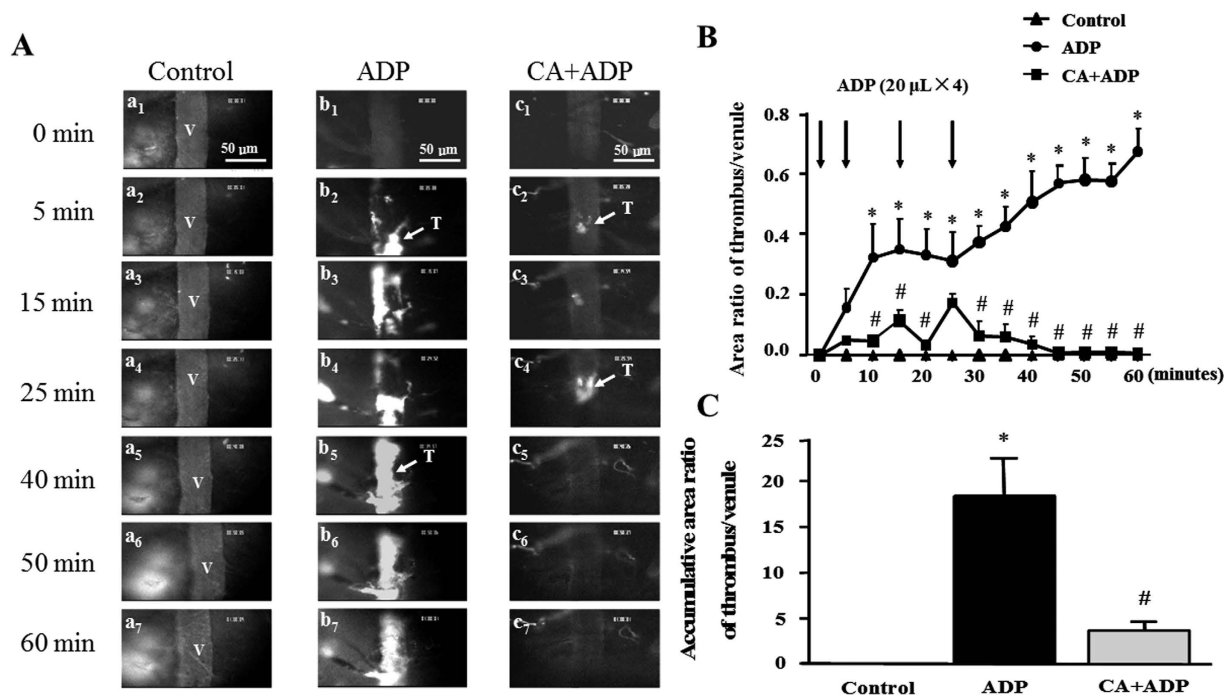 A
Control ADP CA+ADP
0 min
a1
V
50 μm
b1
50 μm
c1
50 μm
5 min
a2
V
b2
T
c2
T
15 min
a3
V
b3
c3
25 min
a4
V
b4
c4
T
40 min
a5
V
b5
T
c5
50 min
a6
V
b6
c6
60 min
a7
V
b7
c7
B
Control
ADP
CA+ADP
ADP (20 μL × 4)
Area ratio of thrombus/venule
0.8
0.6
0.4
0.2
0.0
* * * * * * * * * * *
# # # # # # # # # #
0 10 20 30 40 50 60 (minutes)
C
Accumulative area ratio
of thrombus/venule
25
20
15
10
5
0
*
#
Control ADP CA+ADP